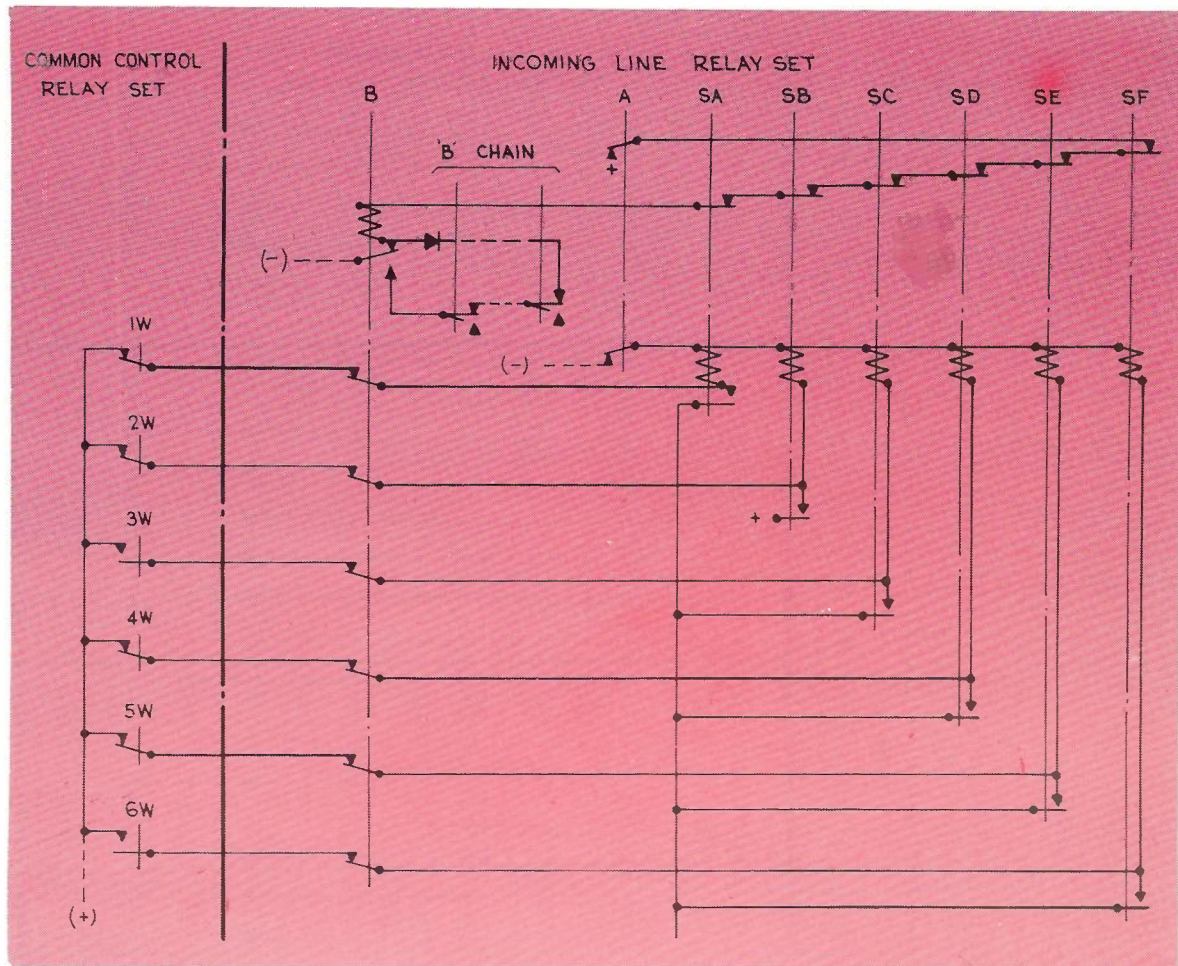 COMMON CONTROL
RELAY SET
INCOMING LINE RELAY SET
B
A
SA
SB
SC
SD
SE
SF
'B' CHAIN
+
(-)
(-)
1W
2W
+
3W
4W
5W
6W
(+)